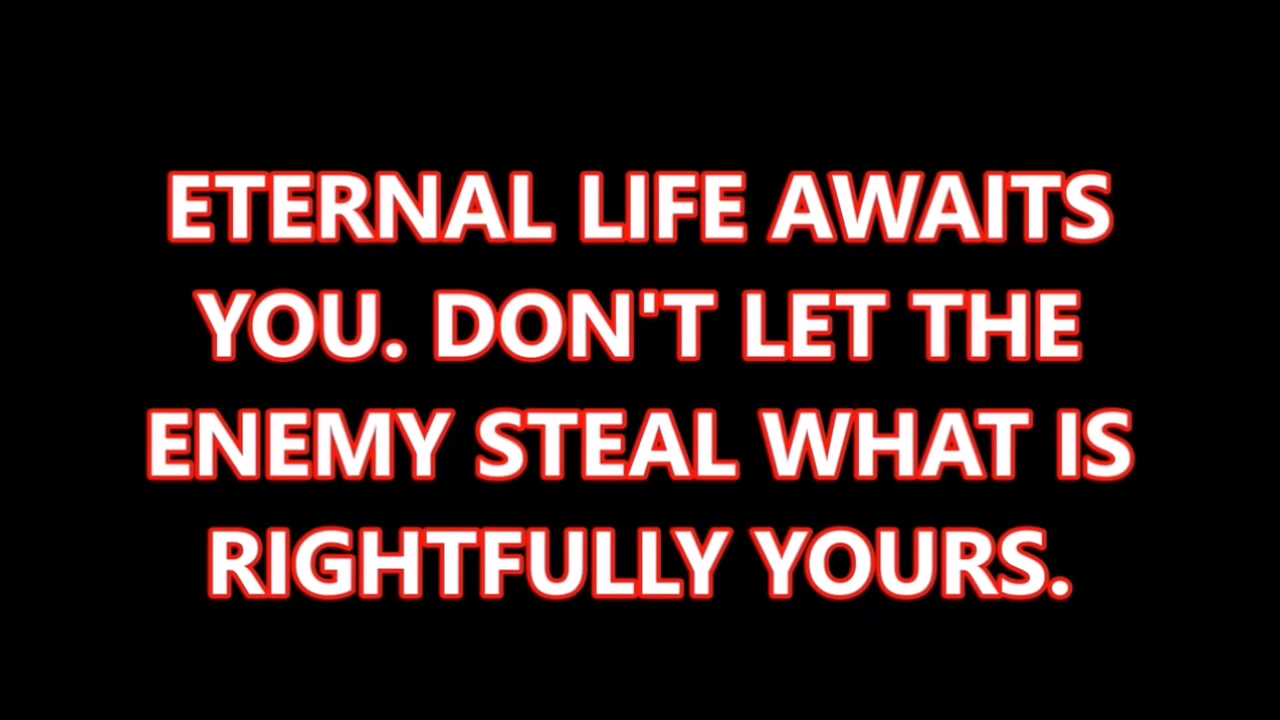 ETERNAL LIFE AWAITS
YOU. DON'T LET THE
ENEMY STEAL WHAT IS
RIGHTFULLY YOURS.